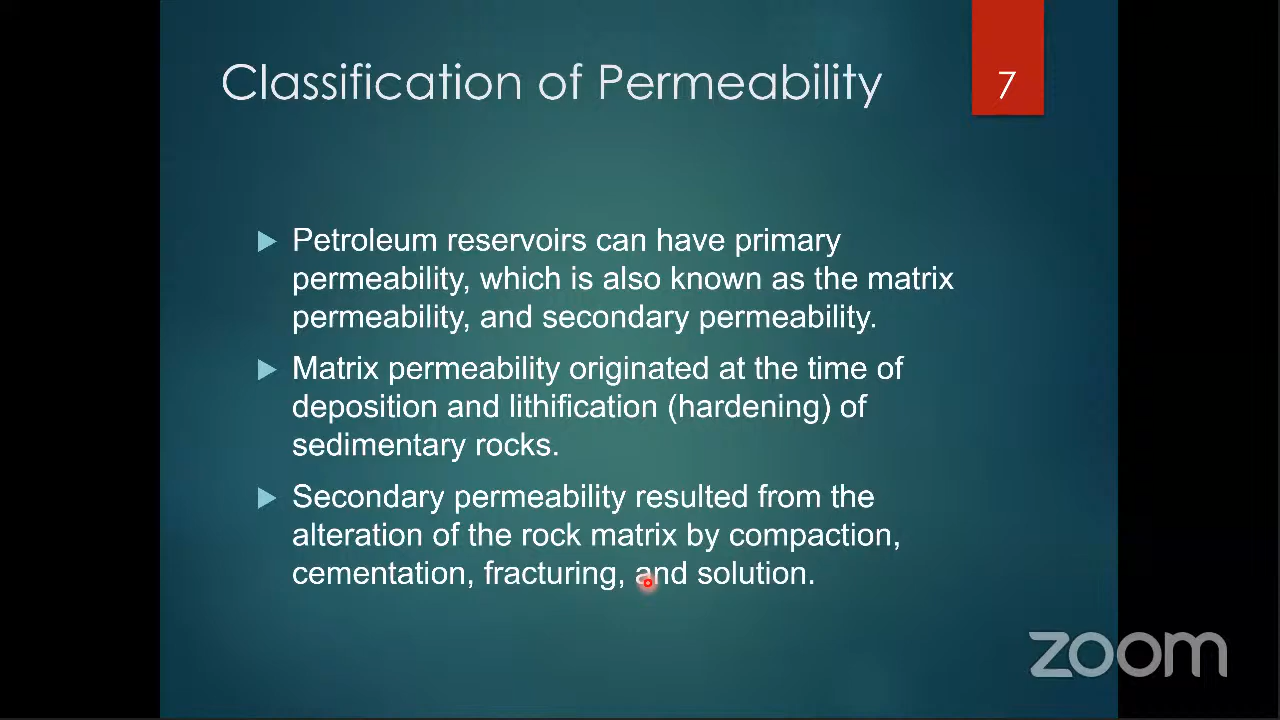 Classification of Permeability
7
Petroleum reservoirs can have primary
permeability, which is also known as the matrix
permeability, and secondary permeability.
Matrix permeability originated at the time of
deposition and lithification (hardening) of
sedimentary rocks.
Secondary permeability resulted from the
alteration of the rock matrix by compaction,
cementation, fracturing, and solution.
zoom